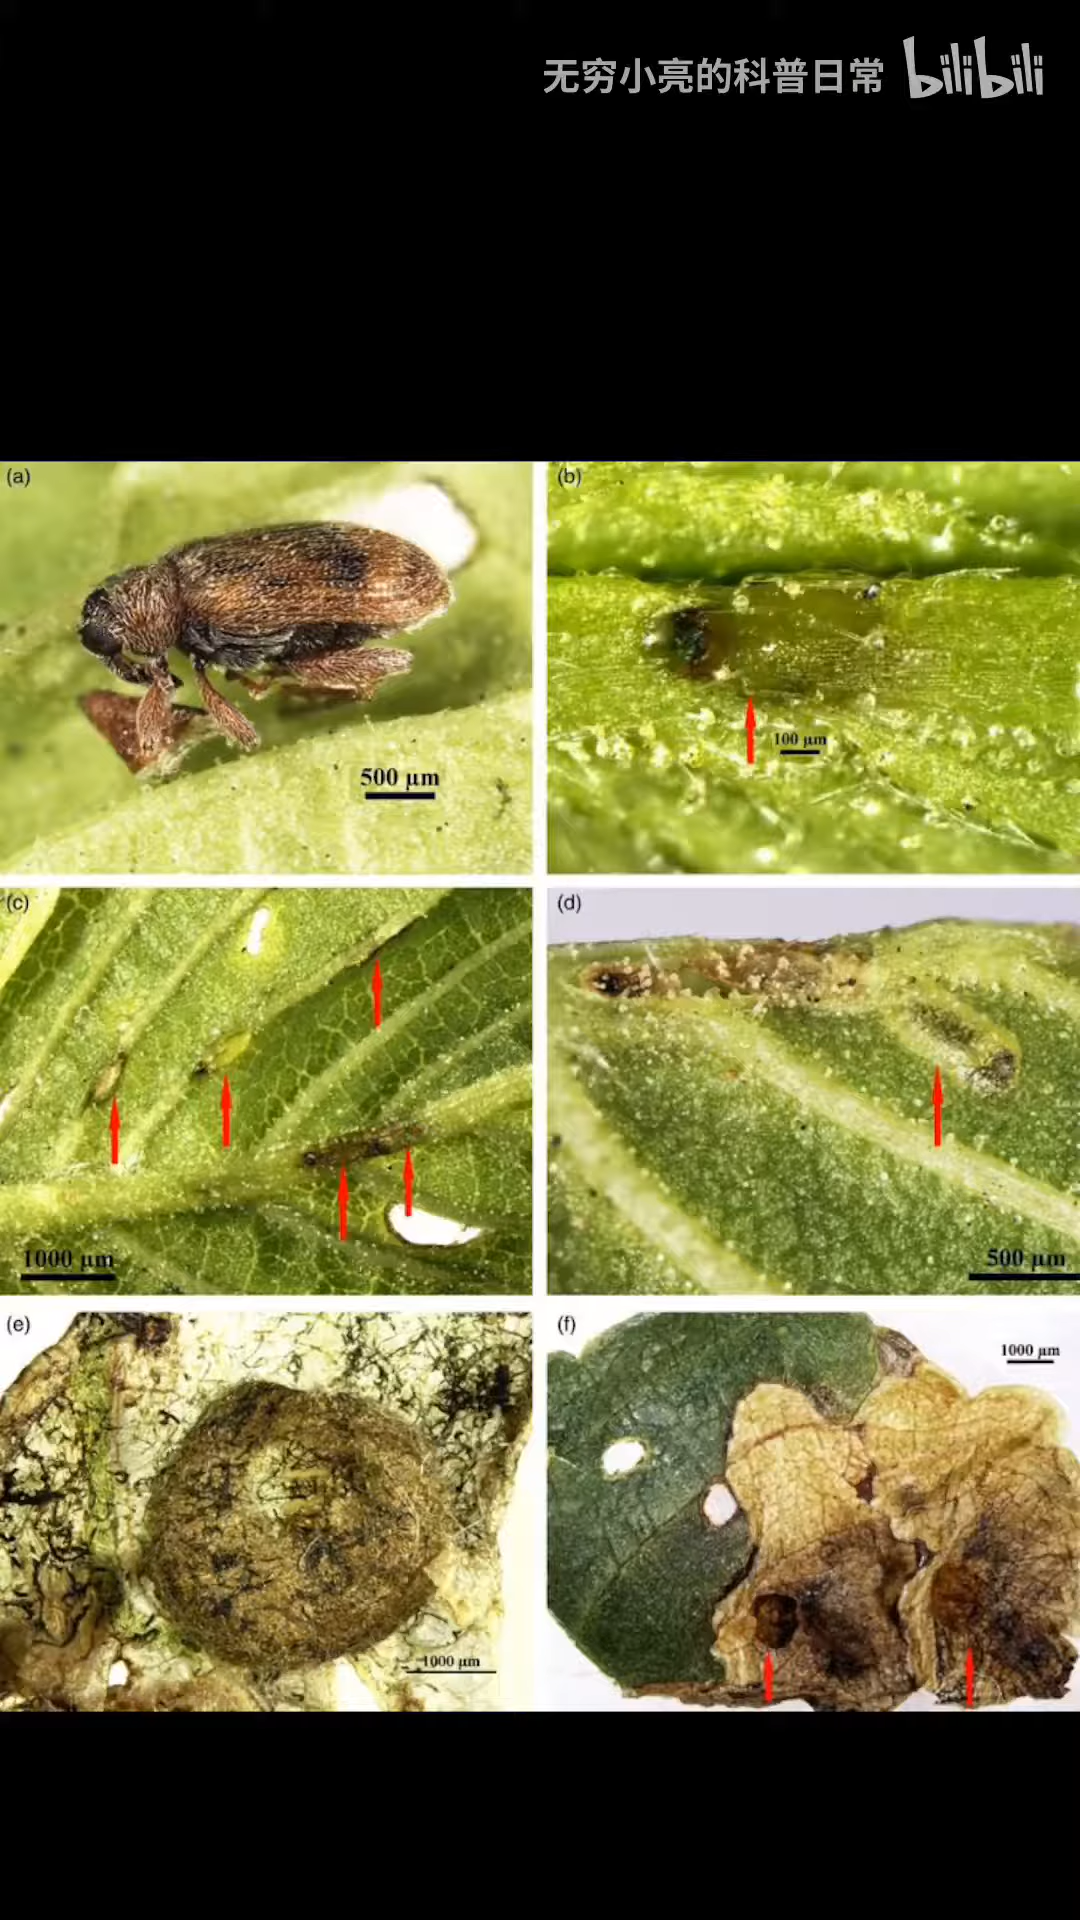 无穷小亮的科普日常 bilibili
(a)
500 μm
(b)
100 μm
(c)
1000 μm
(d)
500 μm
(e)
1000 μm
(f)
1000 μm